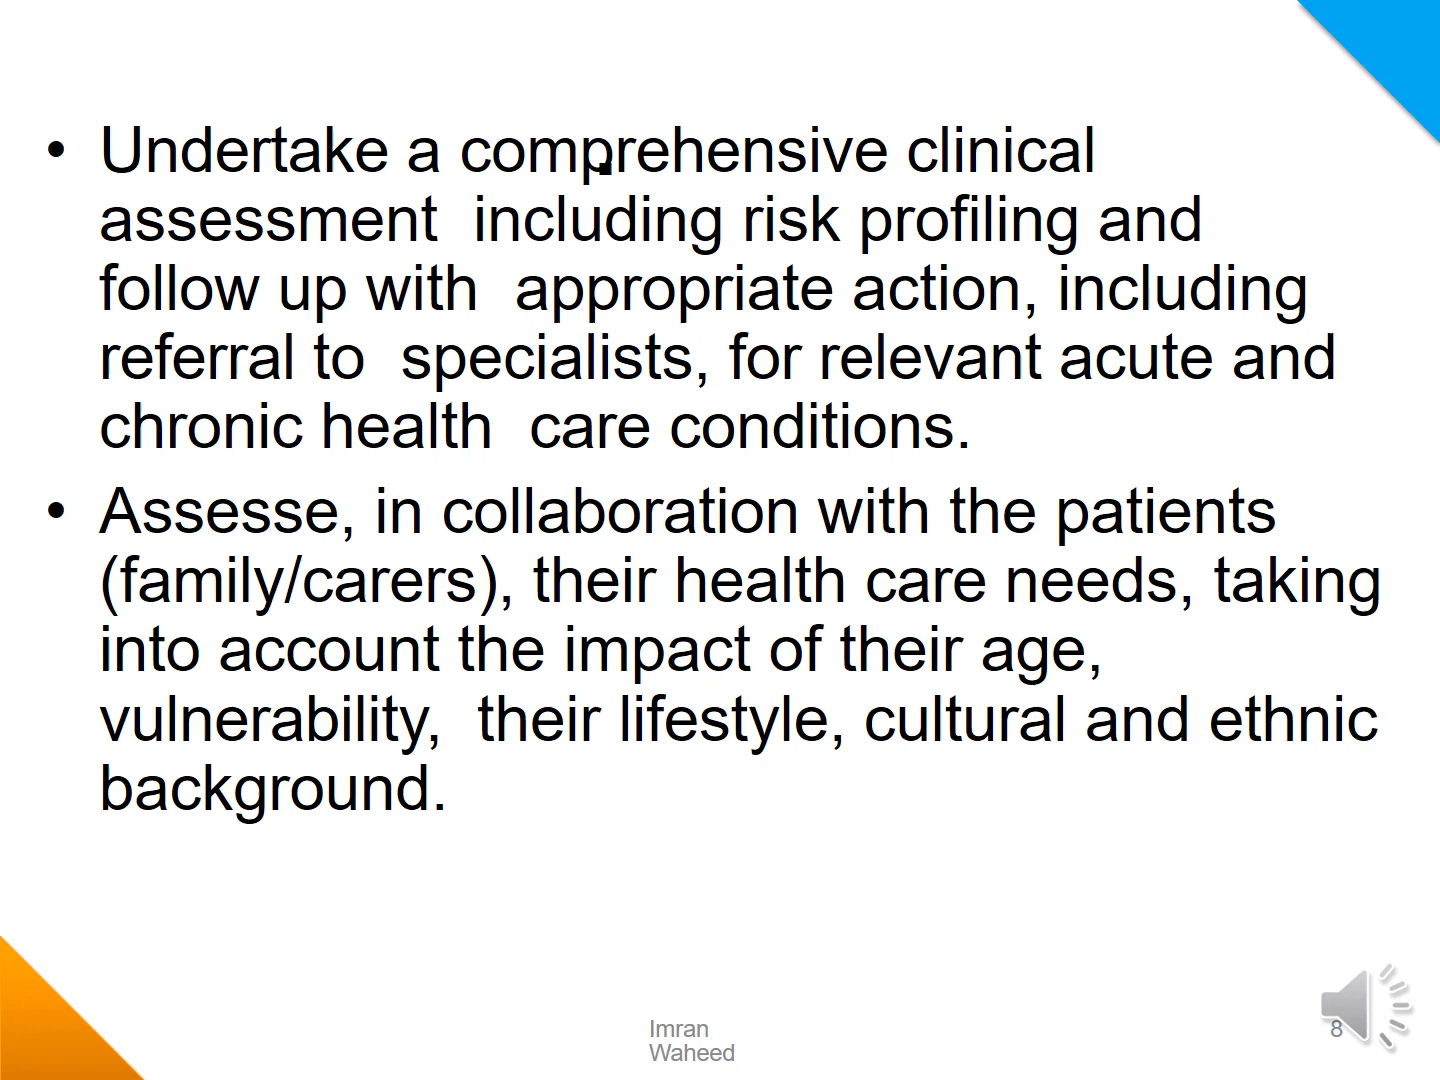 • Undertake a comprehensive clinical
assessment  including risk profiling and
follow up with  appropriate action, including
referral to  specialists, for relevant acute and
chronic health  care conditions.
• Assesse, in collaboration with the patients
(family/carers), their health care needs, taking
into account the impact of their age,
vulnerability,  their lifestyle, cultural and ethnic
background.
Imran
Waheed
8